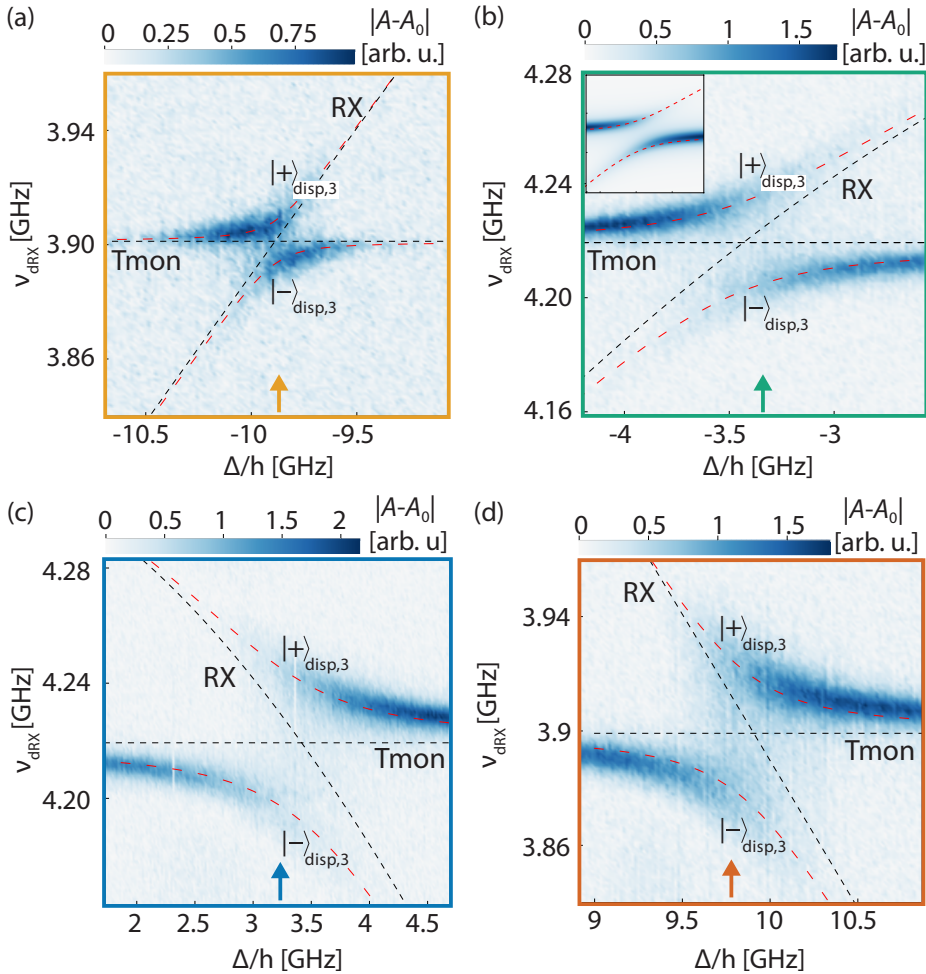 (a)
0 0.25 0.5 0.75 |A-A₀| [arb. u.]
ν_dRX [GHz]
3.94
3.90
3.86
RX
|+⟩disp,3
Tmon
|−⟩disp,3
-10.5 -10 -9.5
Δ/h [GHz]
(b)
0 0.5 1 1.5 |A-A₀| [arb. u.]
ν_dRX [GHz]
4.28
4.24
4.20
4.16
|+⟩disp,3
RX
Tmon
|−⟩disp,3
-4 -3.5 -3
Δ/h [GHz]
(c)
0 0.5 1 1.5 2 |A-A₀| [arb. u]
ν_dRX [GHz]
4.28
4.24
4.20
|+⟩disp,3
RX
Tmon
|−⟩disp,3
2 2.5 3 3.5 4 4.5
Δ/h [GHz]
(d)
0 0.5 1 1.5 |A-A₀| [arb. u.]
ν_dRX [GHz]
3.94
3.9
3.86
RX
|+⟩disp,3
Tmon
|−⟩disp,3
9 9.5 10 10.5
Δ/h [GHz]